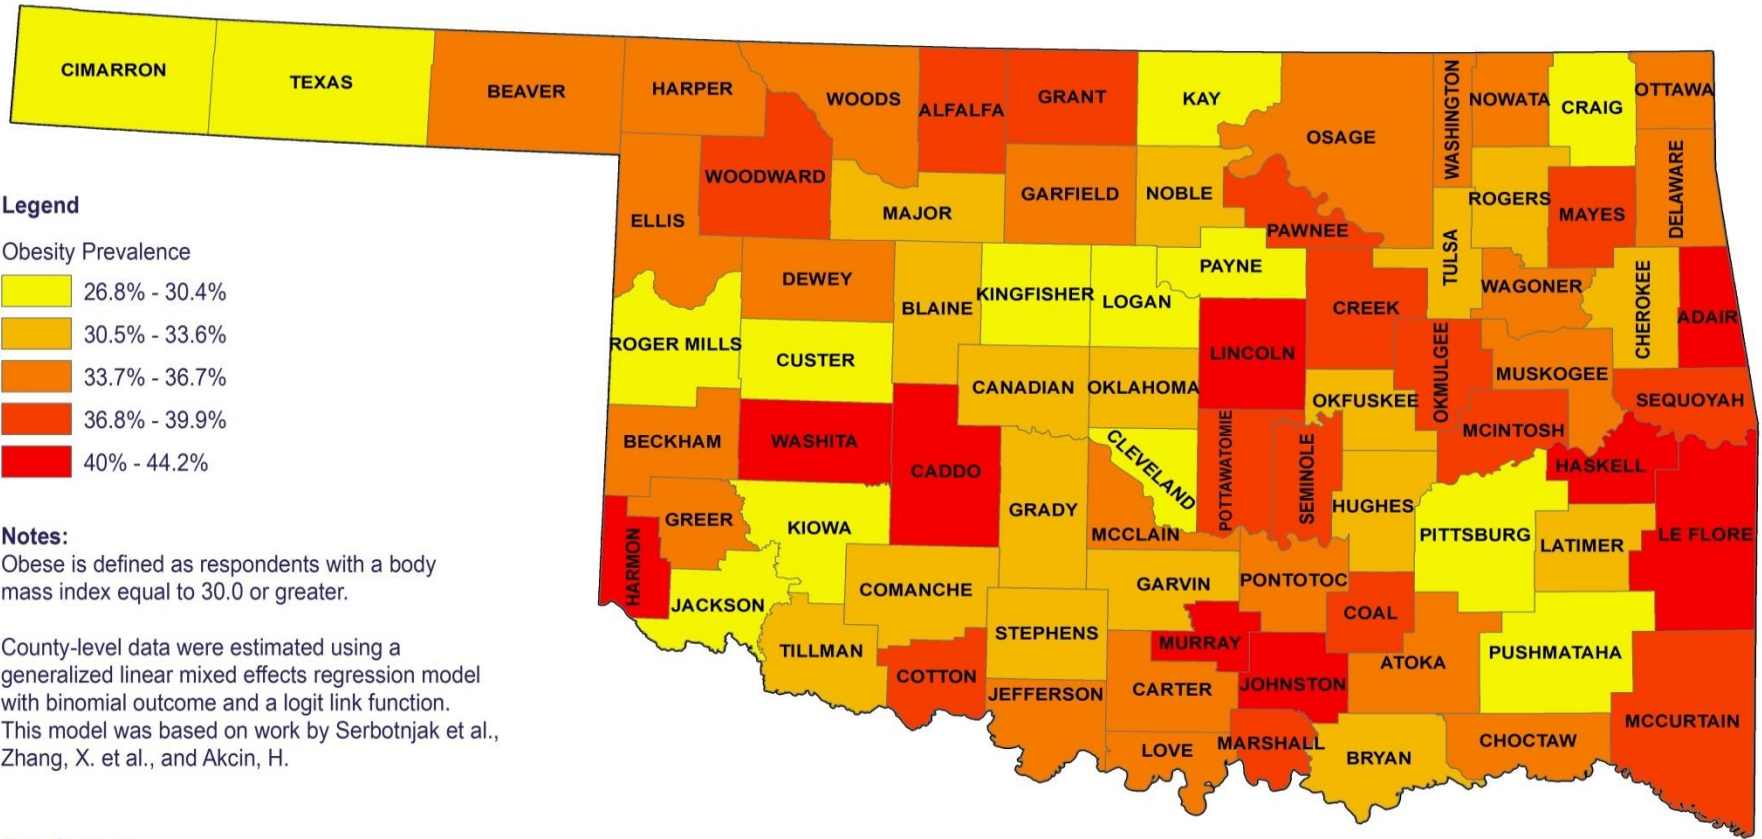 CIMARRON
TEXAS
BEAVER
HARPER
WOODS
ALFALFA
GRANT
KAY
OSAGE
WASHINGTON
NOWATA
CRAIG
OTTAWA
WOODWARD
ELLIS
MAJOR
GARFIELD
NOBLE
PAWNEE
TULSA
ROGERS
MAYES
DELAWARE
Legend
Obesity Prevalence
26.8% - 30.4%
30.5% - 33.6%
33.7% - 36.7%
36.8% - 39.9%
40% - 44.2%
DEWEY
BLAINE
KINGFISHER
LOGAN
PAYNE
CREEK
WAGONER
CHEROKEE
ADAIR
ROGER MILLS
CUSTER
CANADIAN
OKLAHOMA
LINCOLN
OKFUSKEE
OKMULGEE
MUSKOGEE
SEQUOYAH
BECKHAM
WASHITA
CADDO
CLEVELAND
POTTAWATOMIE
SEMINOLE
MCINTOSH
HASKELL
GREER
KIOWA
GRADY
MCCLAIN
HUGHES
PITTSBURG
LATIMER
LE FLORE
HARMON
JACKSON
COMANCHE
GARVIN
PONTOTOC
COAL
TILLMAN
STEPHENS
MURRAY
ATOKA
PUSHMATAHA
COTTON
JEFFERSON
CARTER
JOHNSTON
LOVE
MARSHALL
BRYAN
CHOCTAW
MCCURTAIN
Notes:
Obese is defined as respondents with a body
mass index equal to 30.0 or greater.
County-level data were estimated using a
generalized linear mixed effects regression model
with binomial outcome and a logit link function.
This model was based on work by Serbotnjak et al.,
Zhang, X. et al., and Akcin, H.